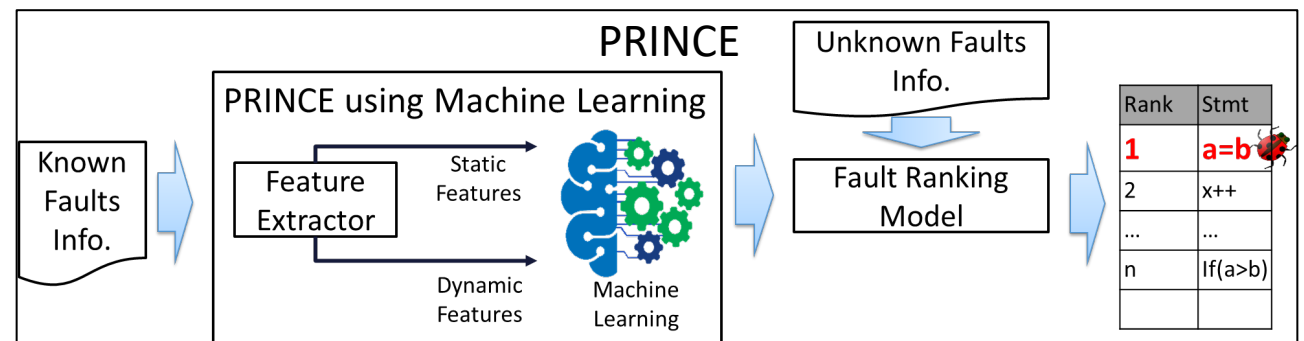 PRINCE
Known
Faults
Info.
PRINCE using Machine Learning
Feature
Extractor
Static
Features
Dynamic
Features
Machine
Learning
Unknown Faults
Info.
Fault Ranking
Model
Rank Stmt
1 a=b
2 x++
... ...
n If(a>b)